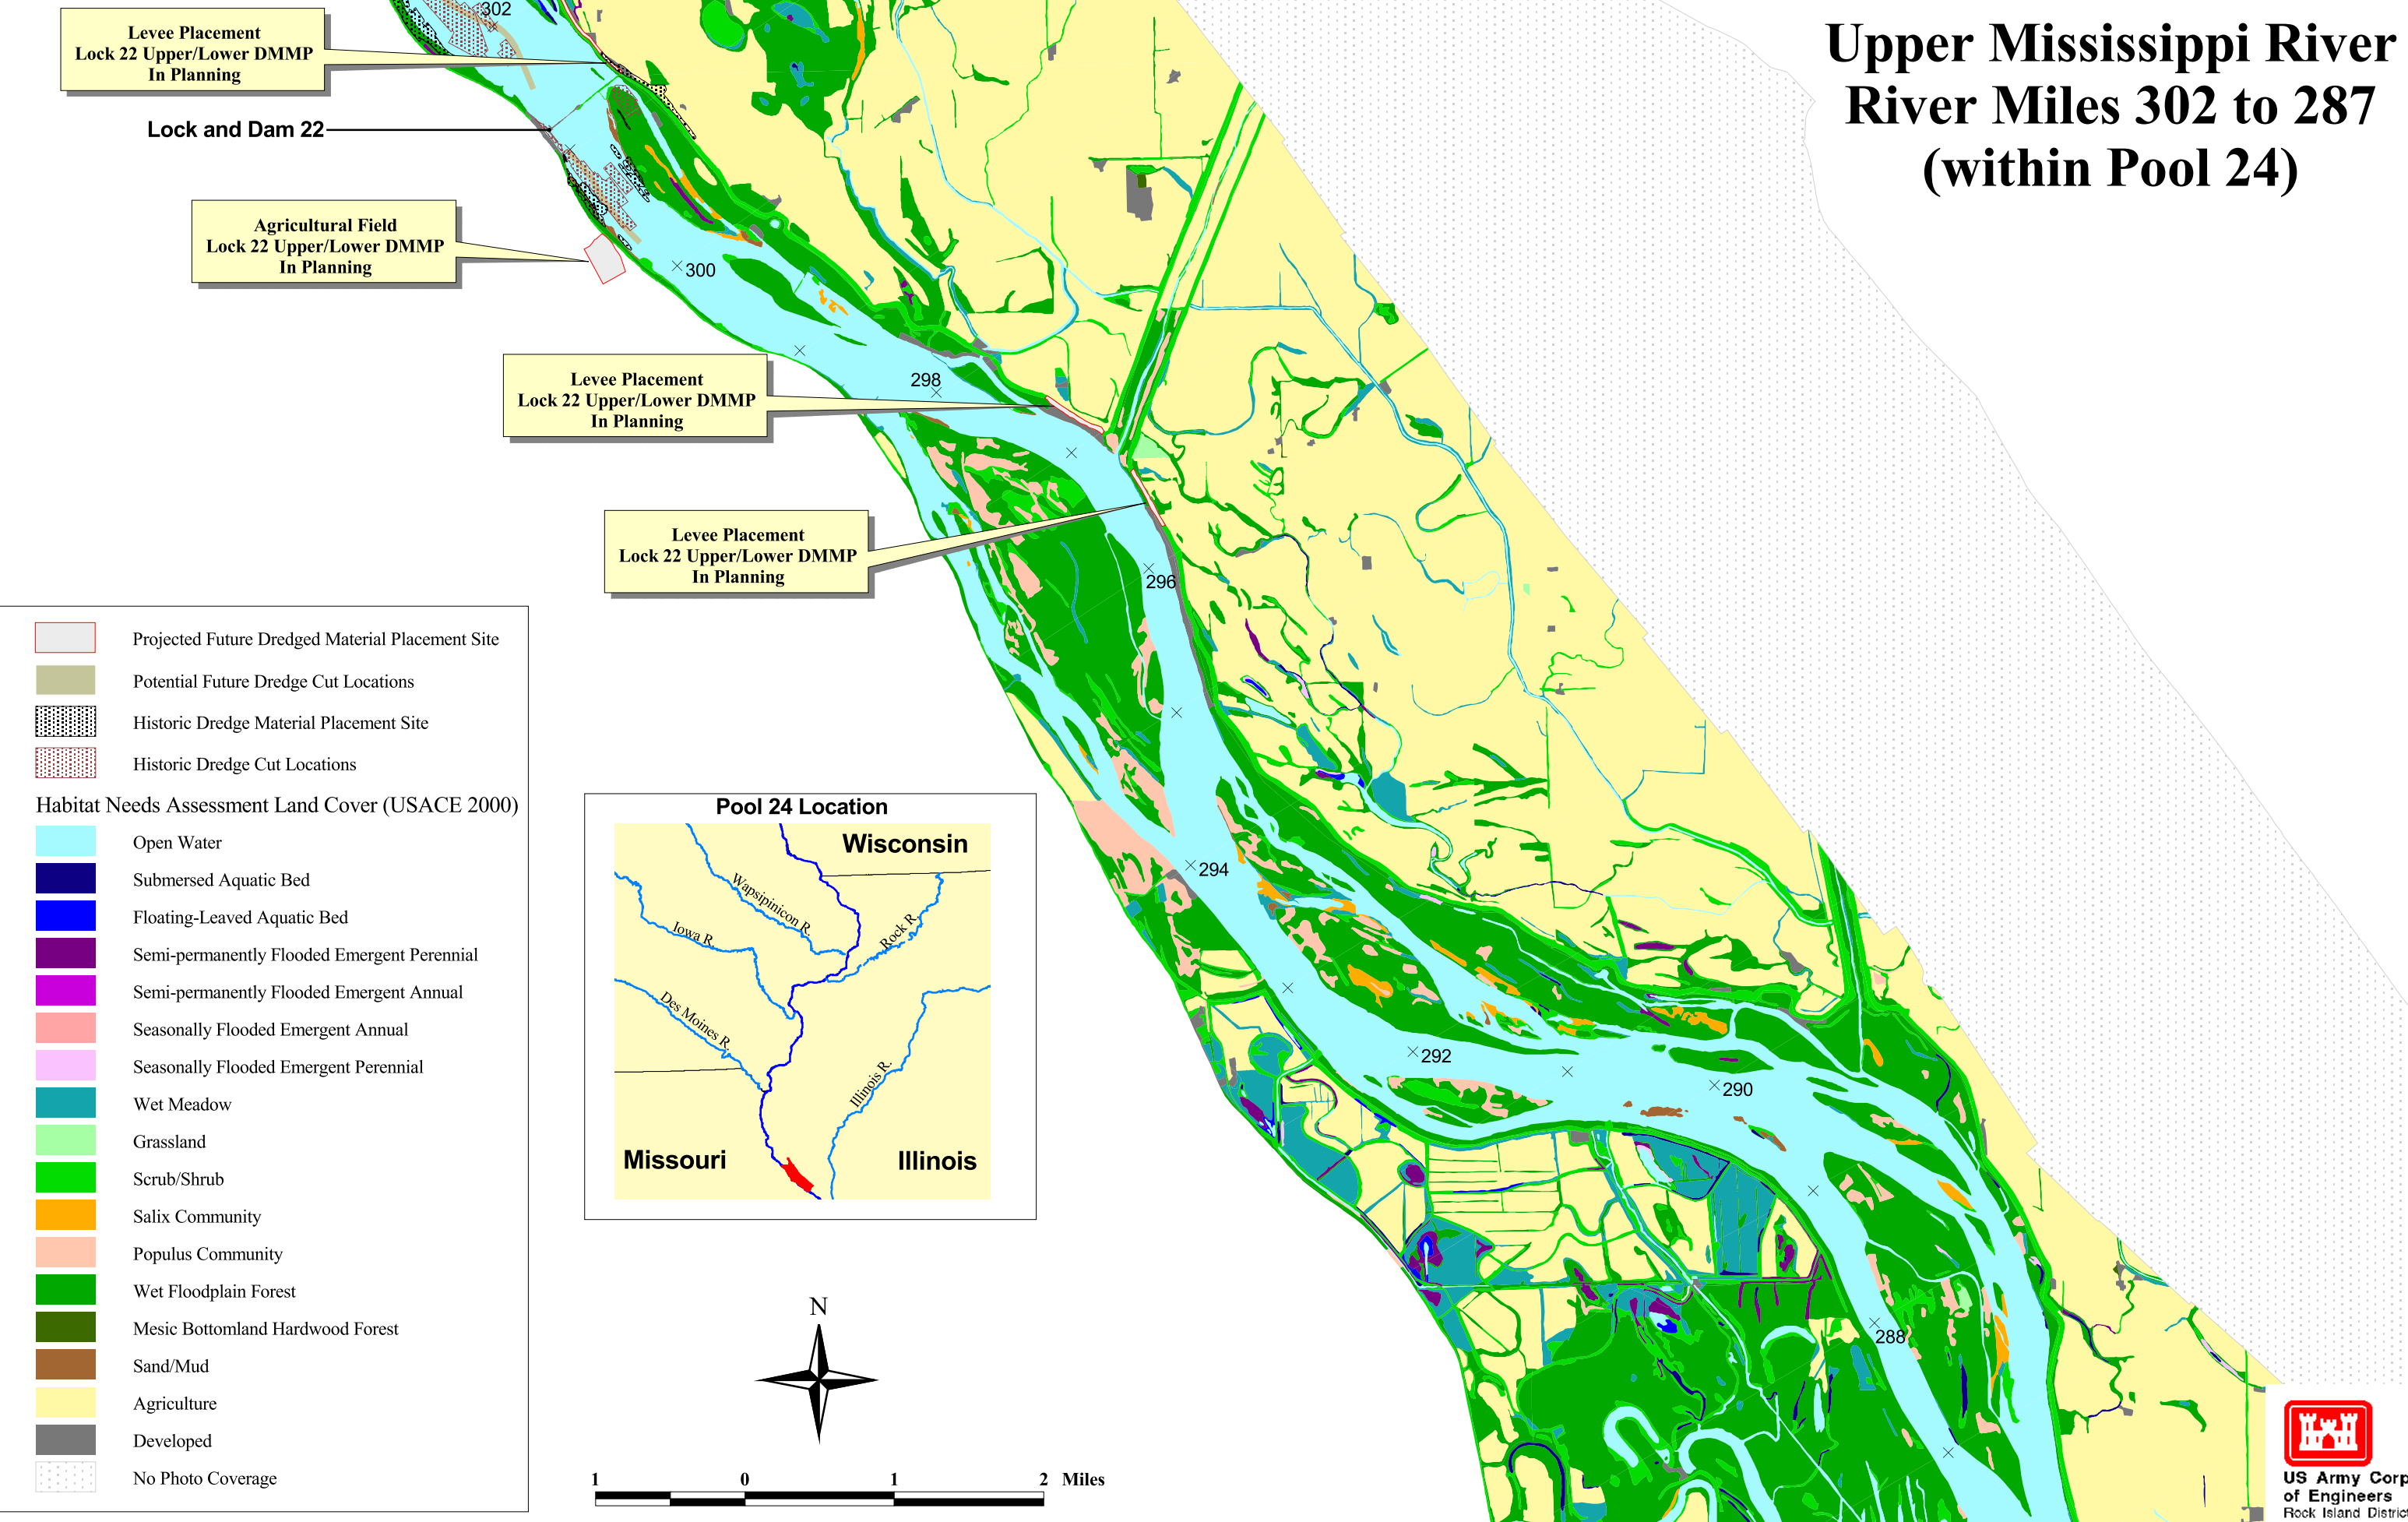 Upper Mississippi River
River Miles 302 to 287
(within Pool 24)
302
Levee Placement
Lock 22 Upper/Lower DMMP
In Planning
Lock and Dam 22
Agricultural Field
Lock 22 Upper/Lower DMMP
In Planning
300
Levee Placement
Lock 22 Upper/Lower DMMP
In Planning
298
Levee Placement
Lock 22 Upper/Lower DMMP
In Planning
296
294
292
290
288
Projected Future Dredged Material Placement Site
Potential Future Dredge Cut Locations
Historic Dredge Material Placement Site
Historic Dredge Cut Locations
Habitat Needs Assessment Land Cover (USACE 2000)
Open Water
Submersed Aquatic Bed
Floating-Leaved Aquatic Bed
Semi-permanently Flooded Emergent Perennial
Semi-permanently Flooded Emergent Annual
Seasonally Flooded Emergent Annual
Seasonally Flooded Emergent Perennial
Wet Meadow
Grassland
Scrub/Shrub
Salix Community
Populus Community
Wet Floodplain Forest
Mesic Bottomland Hardwood Forest
Sand/Mud
Agriculture
Developed
No Photo Coverage
Pool 24 Location
Wisconsin
Wapsipinicon R.
Iowa R.
Rock R.
Des Moines R.
Illinois R.
Missouri
Illinois
N
1 0 1 2 Miles
US Army Corp
of Engineers
Rock Island District